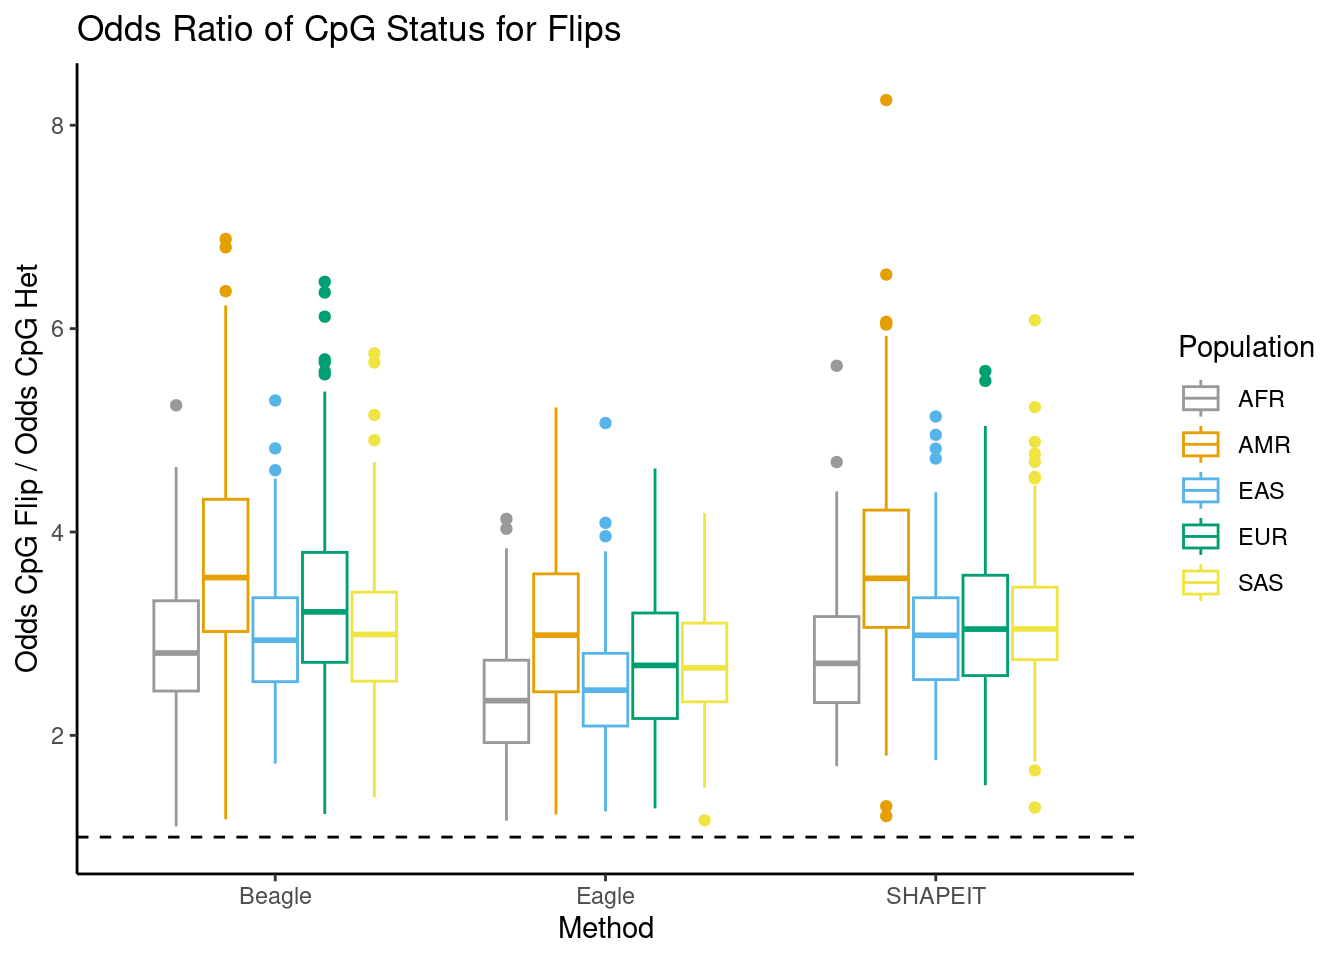 Odds Ratio of CpG Status for Flips
Odds CpG Flip / Odds CpG Het
8
6
4
2
Beagle
Eagle
SHAPEIT
Method
Population
AFR
AMR
EAS
EUR
SAS